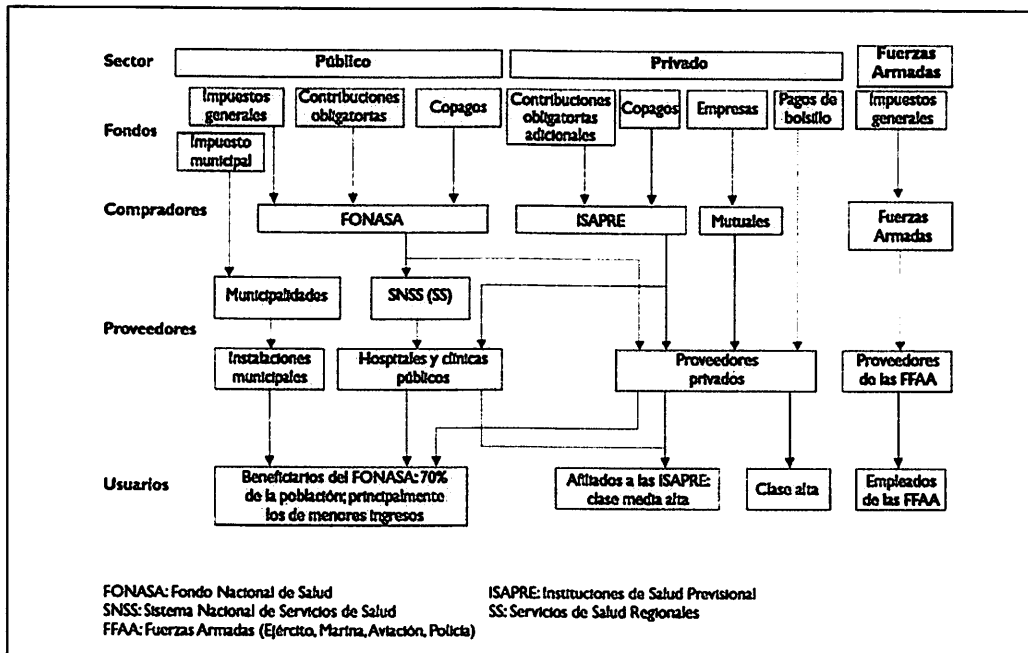 Sector
Público
Privado
Fuerzas
Armadas
Fondos
Impuestos
generales
Contribuciones
obligatorias
Copagos
Contribuciones
obligatorias
adicionales
Copagos
Empresas
Pagos de
bolsillo
Impuestos
generales
Impuesto
municipal
Compradores
FONASA
ISAPRE
Mutuales
Fuerzas
Armadas
Municipalidades
SNSS (SS)
Proveedores
Instalaciones
municipales
Hospitales y clínicas
públicos
Proveedores
privados
Proveedores
de las FFAA
Usuarios
Beneficiarios del FONASA: 70%
de la población; principalmente
los de menores ingresos
Afiliados a las ISAPRE:
clase media alta
Clase alta
Empleados
de las FFAA
FONASA: Fondo Nacional de Salud
ISAPRE: Instituciones de Salud Previsional
SNSS: Sistema Nacional de Servicios de Salud
SS: Servicios de Salud Regionales
FFAA: Fuerzas Armadas (Ejército, Marina, Aviación, Policía)